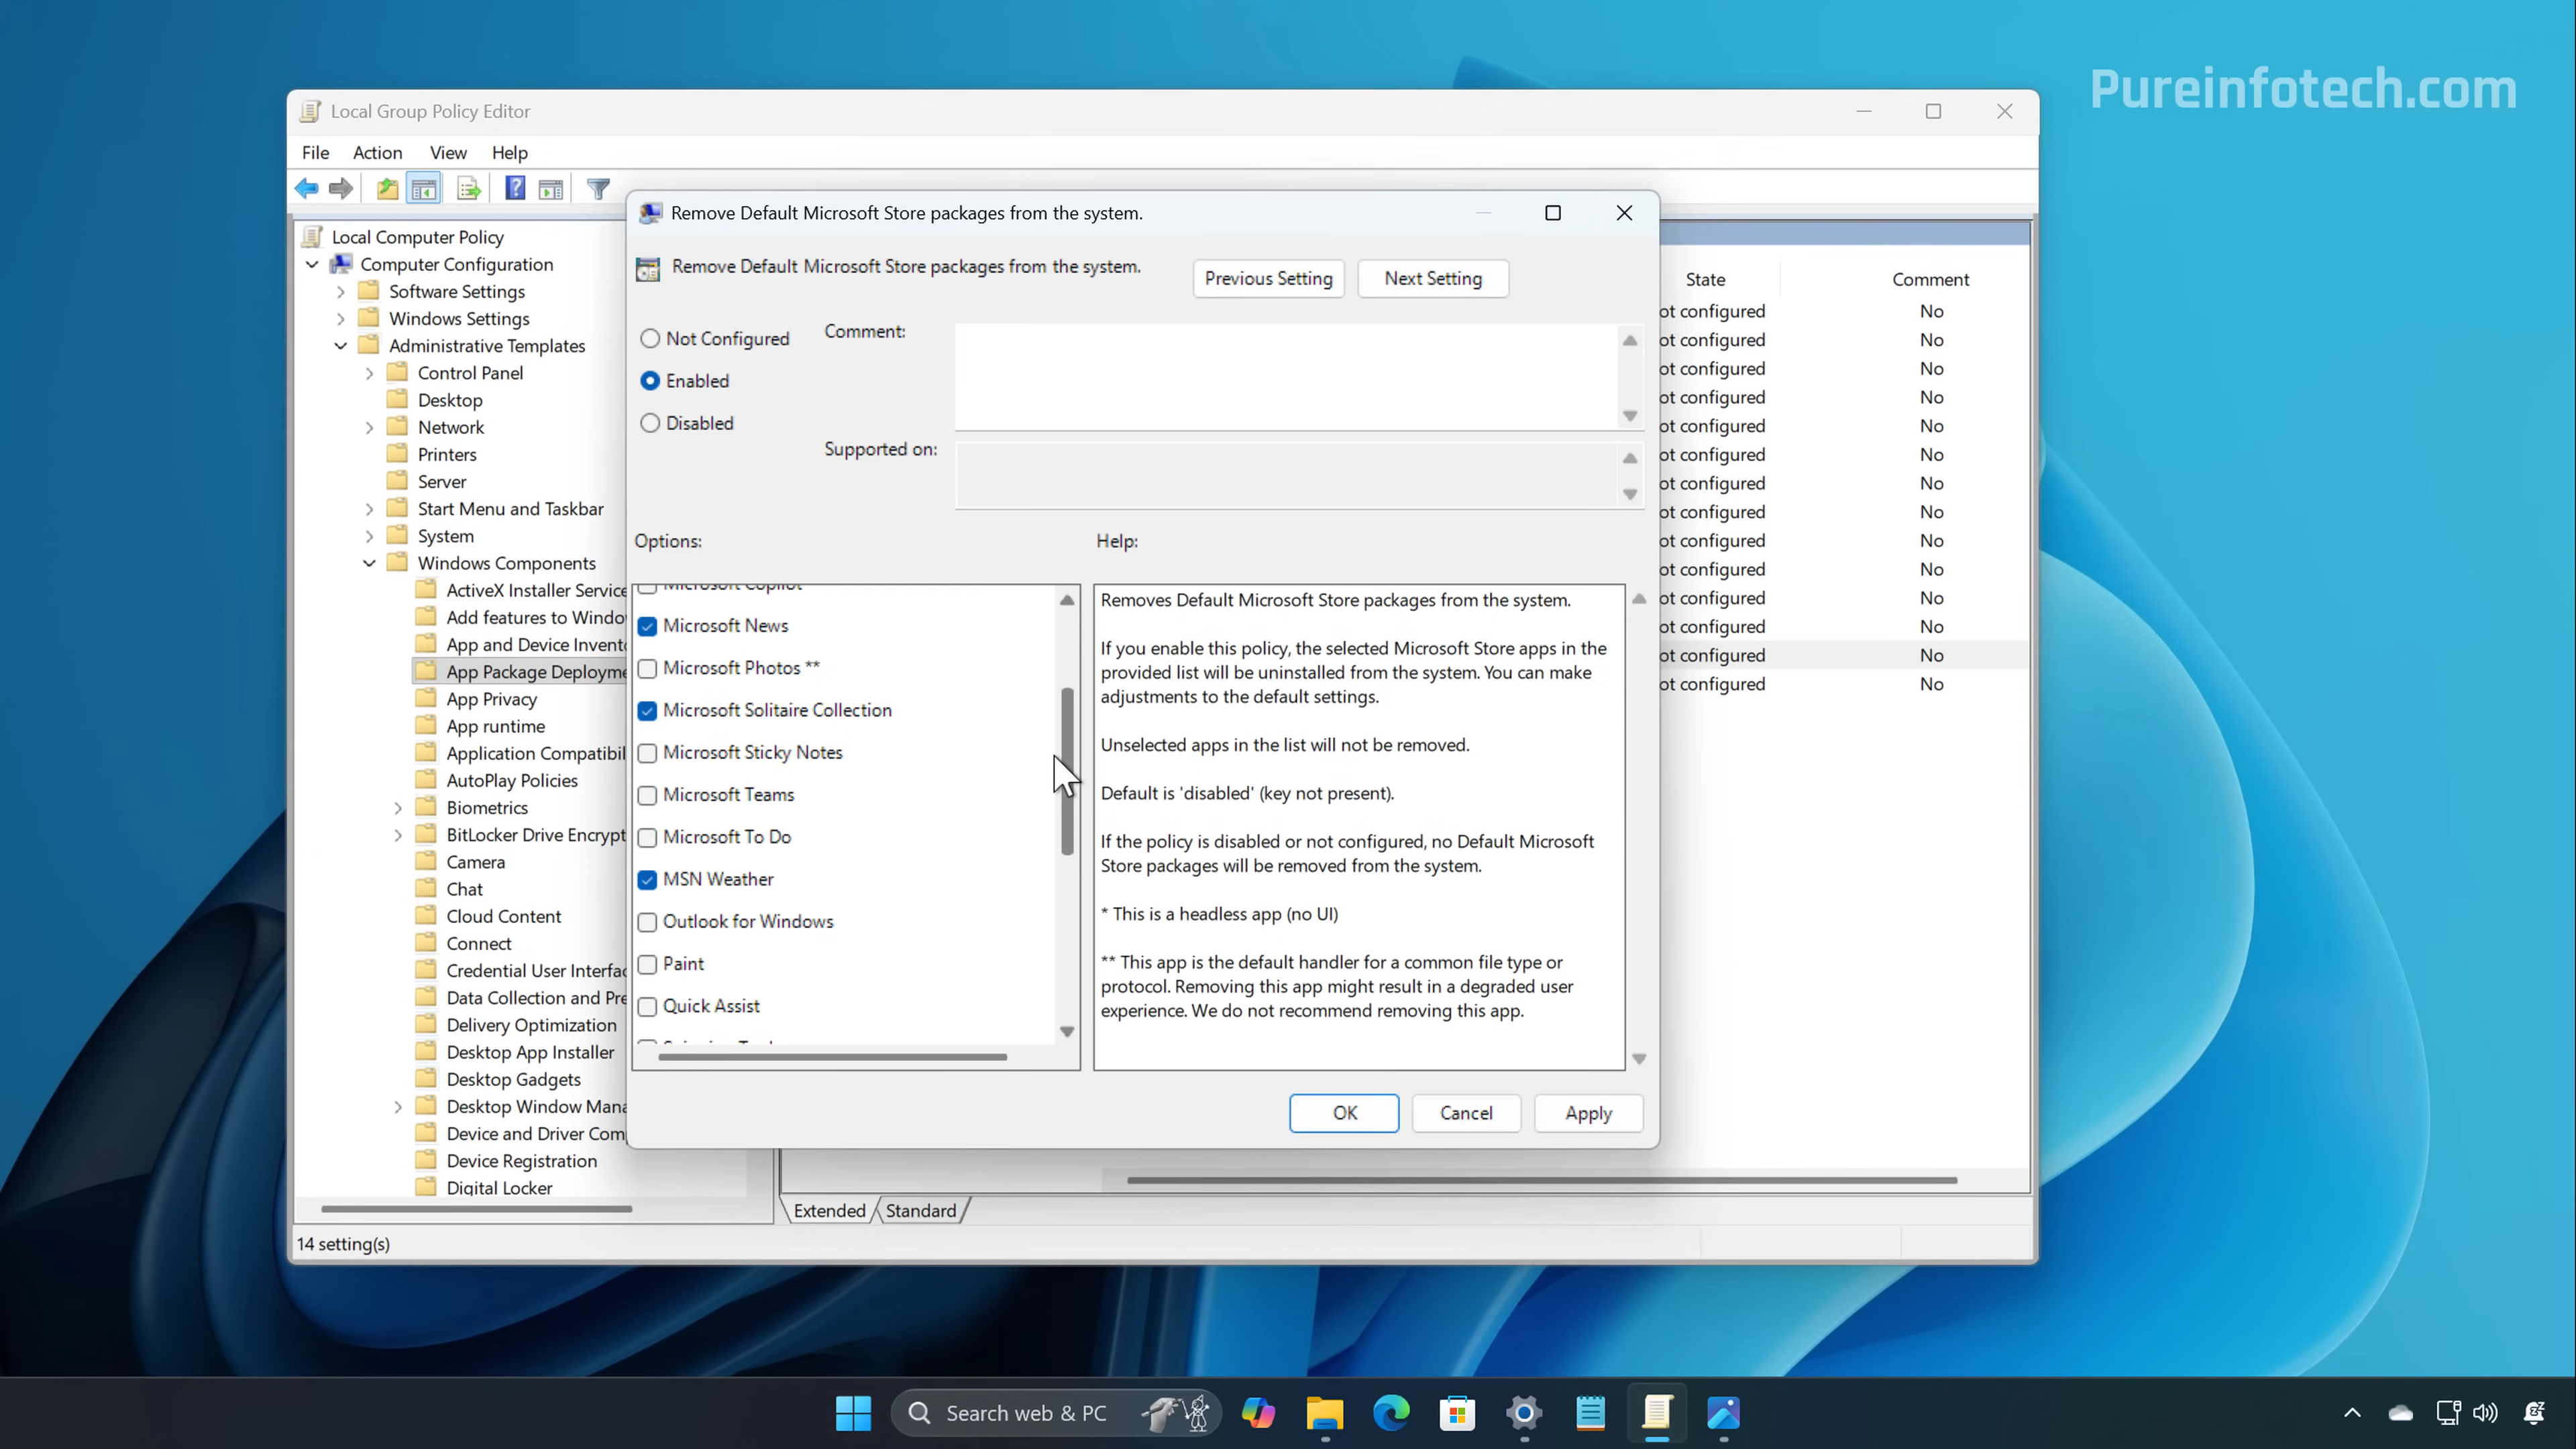 Pureinfotech.com
Local Group Policy Editor
File Action View Help
Local Computer Policy
Computer Configuration
Software Settings
Windows Settings
Administrative Templates
Control Panel
Desktop
Network
Printers
Server
Start Menu and Taskbar
System
Windows Components
ActiveX Installer Service
Add features to Windo
App and Device Invento
App Package Deployme
App Privacy
App runtime
Application Compatibil
AutoPlay Policies
Biometrics
BitLocker Drive Encrypt
Camera
Chat
Cloud Content
Connect
Credential User Interfac
Data Collection and Pre
Delivery Optimization
Desktop App Installer
Desktop Gadgets
Desktop Window Mana
Device and Driver Com
Device Registration
Digital Locker
Remove Default Microsoft Store packages from the system.
Remove Default Microsoft Store packages from the system.
Previous Setting Next Setting
Not Configured
Enabled
Disabled
Comment:
Supported on:
Options:
Help:
Microsoft Copilot
Microsoft News
Microsoft Photos **
Microsoft Solitaire Collection
Microsoft Sticky Notes
Microsoft Teams
Microsoft To Do
MSN Weather
Outlook for Windows
Paint
Quick Assist
Removes Default Microsoft Store packages from the system.
If you enable this policy, the selected Microsoft Store apps in the
provided list will be uninstalled from the system. You can make
adjustments to the default settings.
Unselected apps in the list will not be removed.
Default is 'disabled' (key not present).
If the policy is disabled or not configured, no Default Microsoft
Store packages will be removed from the system.
* This is a headless app (no UI)
** This app is the default handler for a common file type or
protocol. Removing this app might result in a degraded user
experience. We do not recommend removing this app.
OK Cancel Apply
State Comment
ot configured No
ot configured No
ot configured No
ot configured No
ot configured No
ot configured No
ot configured No
ot configured No
ot configured No
ot configured No
ot configured No
ot configured No
ot configured No
ot configured No
Extended Standard
14 setting(s)
Search web & PC